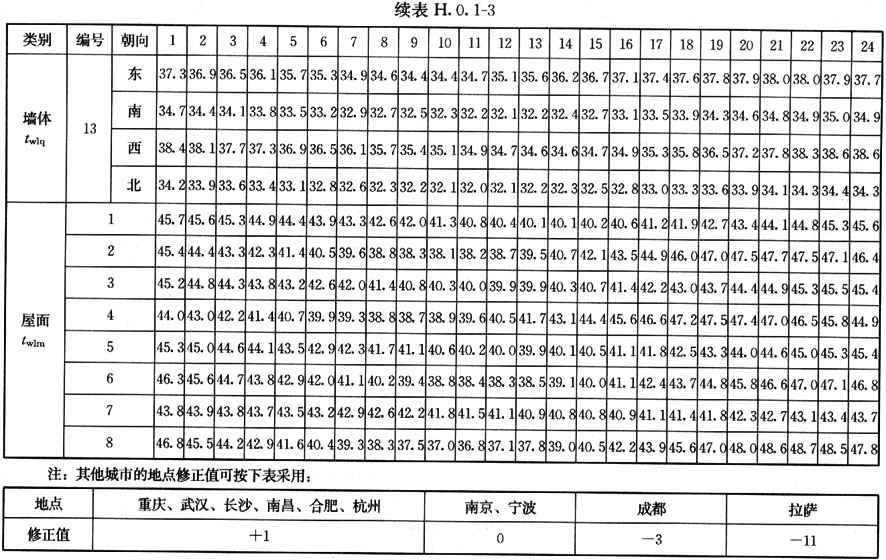 续表 H.0.1-3
类别 编号 朝向 1 2 3 4 5 6 7 8 9 10 11 12 13 14 15 16 17 18 19 20 21 22 23 24
墙体 twlq 13 东 37.3 36.9 36.5 36.1 35.7 35.3 34.9 34.6 34.4 34.4 34.7 35.1 35.6 36.2 36.7 37.1 37.4 37.6 37.8 37.9 38.0 38.0 37.9 37.7
南 34.7 34.4 34.1 33.8 33.5 33.2 32.9 32.7 32.5 32.3 32.2 32.1 32.2 32.4 32.7 33.1 33.5 33.9 34.3 34.6 34.8 34.9 35.0 34.9
西 38.4 38.1 37.7 37.3 36.9 36.5 36.1 35.7 35.4 35.1 34.9 34.7 34.6 34.6 34.7 34.9 35.3 35.8 36.5 37.2 37.8 38.3 38.6 38.6
北 34.2 33.9 33.6 33.4 33.1 32.8 32.6 32.3 32.2 32.1 32.0 32.1 32.2 32.3 32.5 32.8 33.0 33.3 33.6 33.9 34.1 34.3 34.4 34.3
屋面 twlm 1 45.7 45.6 45.3 44.9 44.4 43.9 43.3 42.6 42.0 41.3 40.8 40.4 40.1 40.1 40.2 40.6 41.2 41.9 42.7 43.4 44.1 44.8 45.3 45.6
2 45.4 44.4 43.3 42.3 41.4 40.5 39.6 38.8 38.3 38.1 38.2 38.7 39.5 40.7 42.1 43.5 44.9 46.0 47.0 47.5 47.7 47.5 47.1 46.4
3 45.2 44.8 44.3 43.8 43.2 42.6 42.0 41.4 40.8 40.3 40.0 39.9 39.9 40.3 40.7 41.4 42.2 43.0 43.7 44.4 44.9 45.3 45.5 45.4
4 44.0 43.0 42.2 41.4 40.7 39.9 39.3 38.8 38.7 38.9 39.6 40.5 41.7 43.1 44.4 45.6 46.6 47.2 47.5 47.4 47.0 46.5 45.8 44.9
5 45.3 45.0 44.6 44.1 43.5 42.9 42.3 41.7 41.1 40.6 40.2 40.0 39.9 40.1 40.5 41.1 41.8 42.5 43.3 44.0 44.6 45.0 45.3 45.4
6 46.3 45.6 44.7 43.8 42.9 42.0 41.1 40.2 39.4 38.8 38.4 38.3 38.5 39.1 40.0 41.1 42.4 43.7 44.8 45.8 46.6 47.0 47.1 46.8
7 43.8 43.9 43.8 43.7 43.5 43.2 42.9 42.6 42.2 41.8 41.5 41.1 40.9 40.8 40.8 40.9 41.1 41.4 41.8 42.3 42.7 43.1 43.4 43.7
8 46.8 45.5 44.2 42.9 41.6 40.4 39.3 38.3 37.5 37.0 36.8 37.1 37.8 39.0 40.5 42.2 43.9 45.6 47.0 48.0 48.6 48.7 48.5 47.8
注：其他城市的地点修正值可按下表采用：
地点 重庆、武汉、长沙、南昌、合肥、杭州 南京、宁波 成都 拉萨
修正值 +1 0 −3 −11